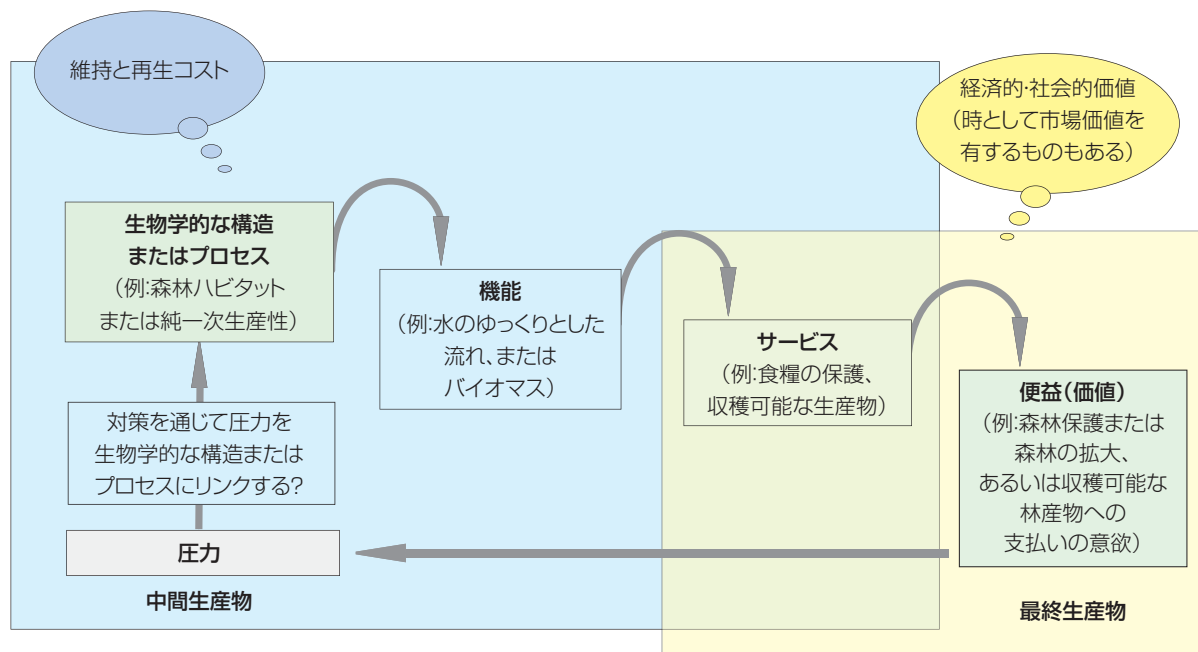 維持と再生コスト
経済的・社会的価値
（時として市場価値を
有するものもある）
生物学的な構造
またはプロセス
（例：森林ハビタット
または純一次生産性）
機能
（例：水のゆっくりとした
流れ、または
バイオマス）
サービス
（例：食糧の保護、
収穫可能な生産物）
便益（価値）
（例：森林保護または
森林の拡大、
あるいは収穫可能な
林産物への
支払いの意欲）
対策を通じて圧力を
生物学的な構造または
プロセスにリンクする？
圧力
中間生産物
最終生産物